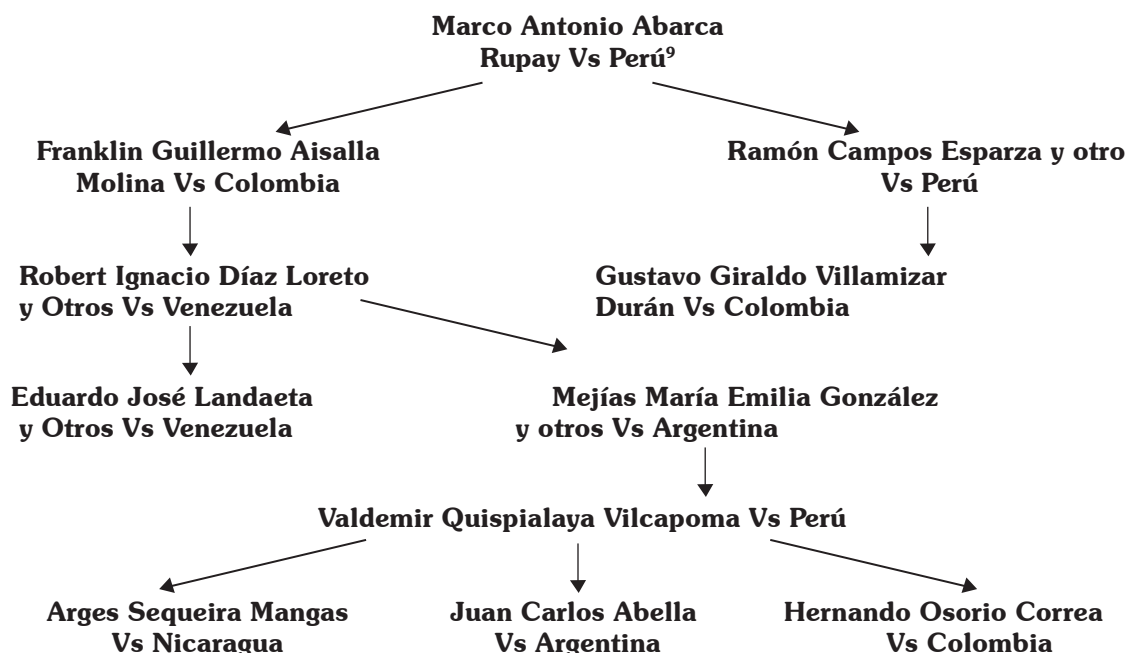 Marco Antonio Abarca
Rupay Vs Perú⁹
Franklin Guillermo Aisalla
Molina Vs Colombia
Ramón Campos Esparza y otro
Vs Perú
Robert Ignacio Díaz Loreto
y Otros Vs Venezuela
Gustavo Giraldo Villamizar
Durán Vs Colombia
Eduardo José Landaeta
y Otros Vs Venezuela
Mejías María Emilia González
y otros Vs Argentina
Valdemir Quispialaya Vilcapoma Vs Perú
Arges Sequeira Mangas
Vs Nicaragua
Juan Carlos Abella
Vs Argentina
Hernando Osorio Correa
Vs Colombia